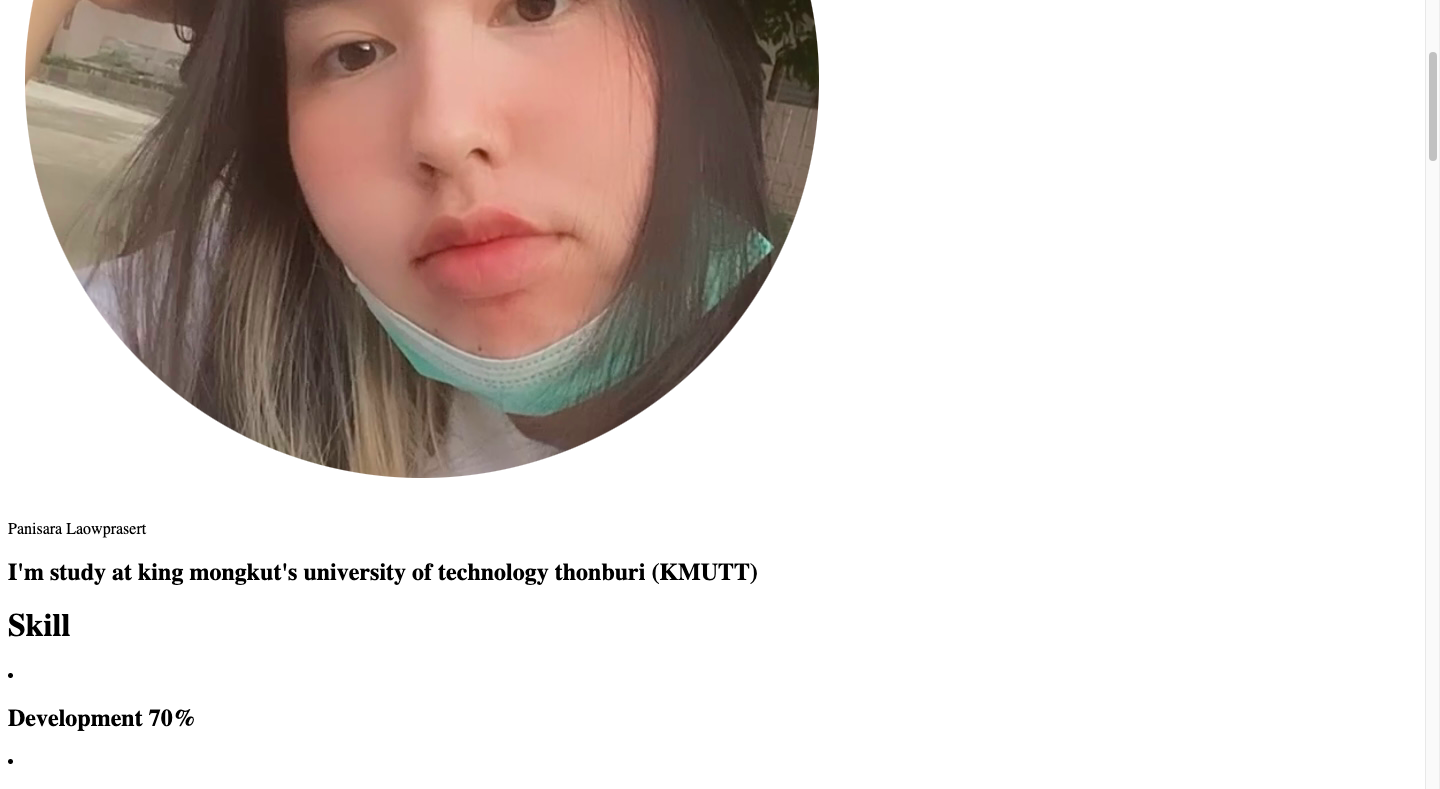 Panisara Laowprasert
I'm study at king mongkut's university of technology thonburi (KMUTT)
Skill
•
Development 70%
•